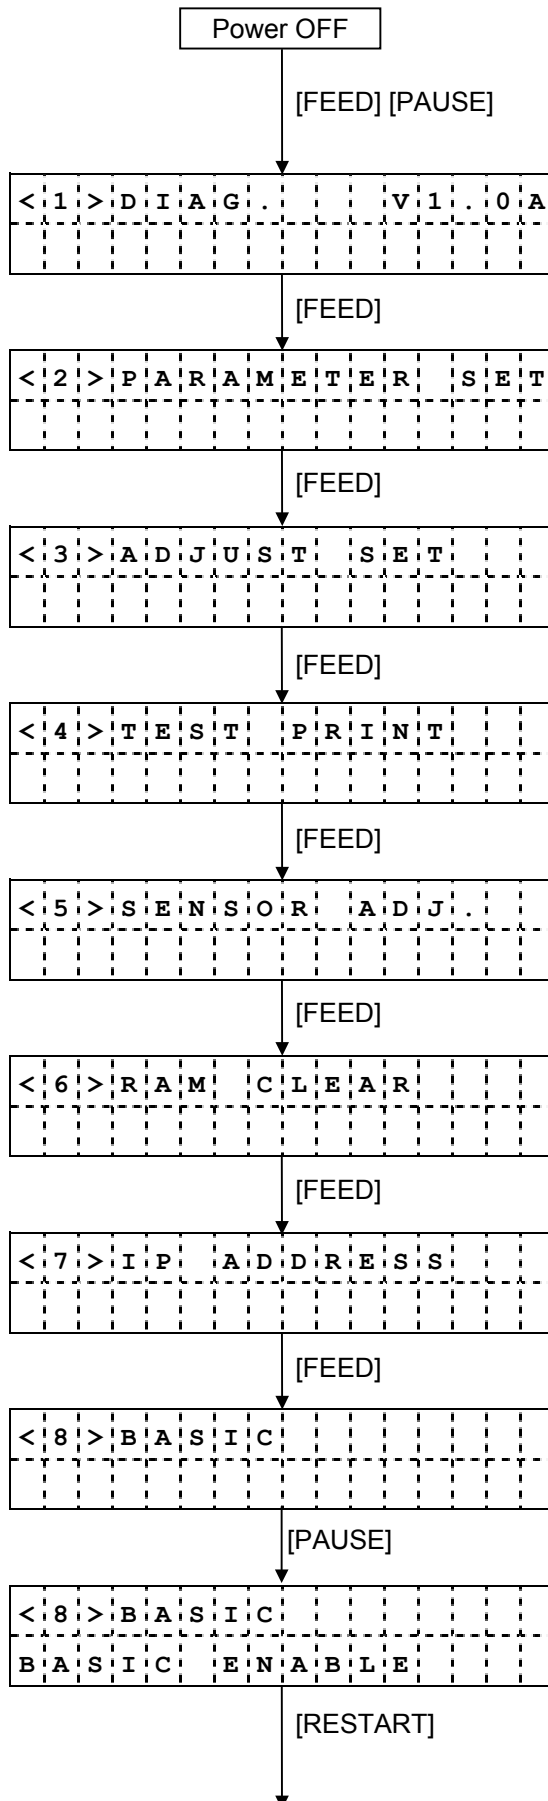 Power OFF
[FEED] [PAUSE]
<1>DIAG.   V1.0A
[FEED]
<2>PARAMETER SET
[FEED]
<3>ADJUST SET
[FEED]
<4>TEST PRINT
[FEED]
<5>SENSOR ADJ.
[FEED]
<6>RAM CLEAR
[FEED]
<7>IP ADDRESS
[FEED]
<8>BASIC
[PAUSE]
<8>BASIC
BASIC ENABLE
[RESTART]